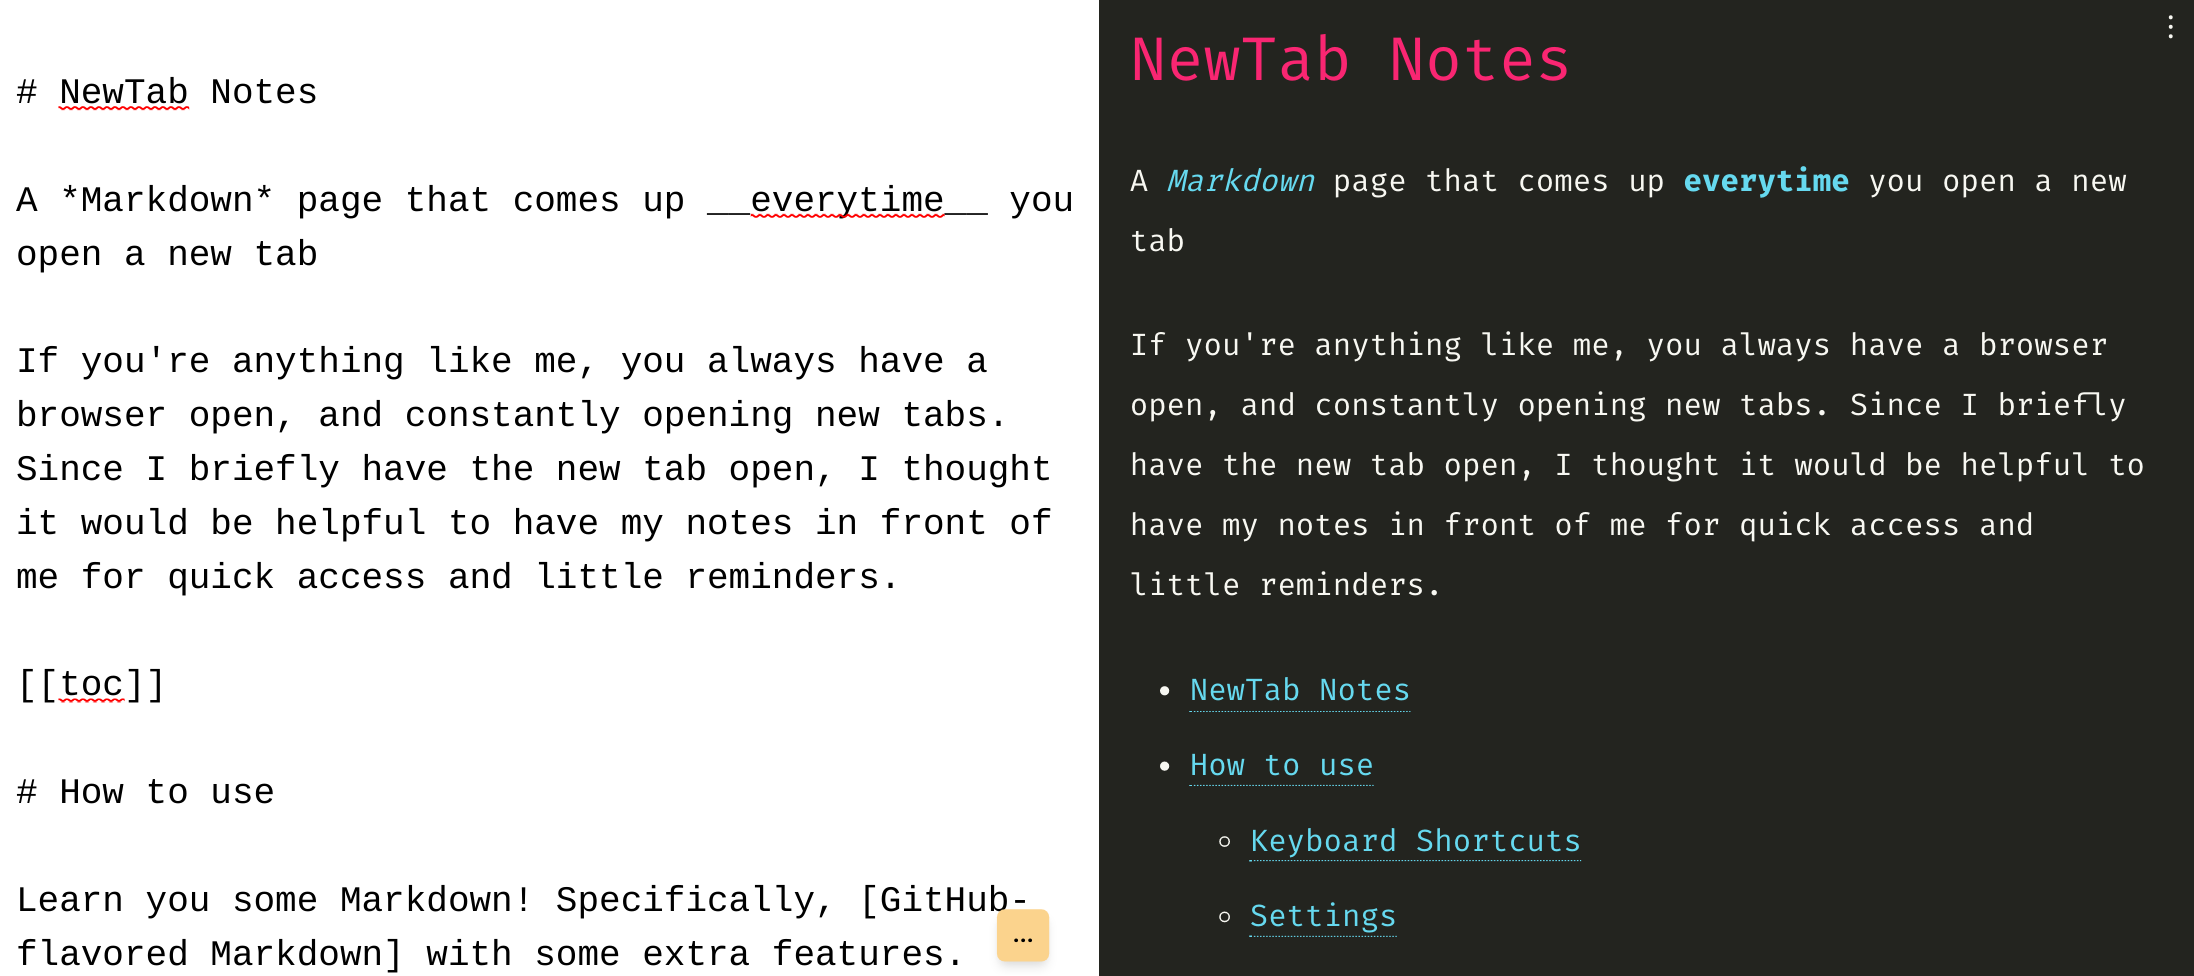 # NewTab Notes
A *Markdown* page that comes up __everytime__ you
open a new tab
If you're anything like me, you always have a
browser open, and constantly opening new tabs.
Since I briefly have the new tab open, I thought
it would be helpful to have my notes in front of
me for quick access and little reminders.
[[toc]]
# How to use
Learn you some Markdown! Specifically, [GitHub-
flavored Markdown] with some extra features.
...
NewTab Notes
A Markdown page that comes up everytime you open a new
tab
If you're anything like me, you always have a browser
open, and constantly opening new tabs. Since I briefly
have the new tab open, I thought it would be helpful to
have my notes in front of me for quick access and
little reminders.
• NewTab Notes
• How to use
◦ Keyboard Shortcuts
◦ Settings